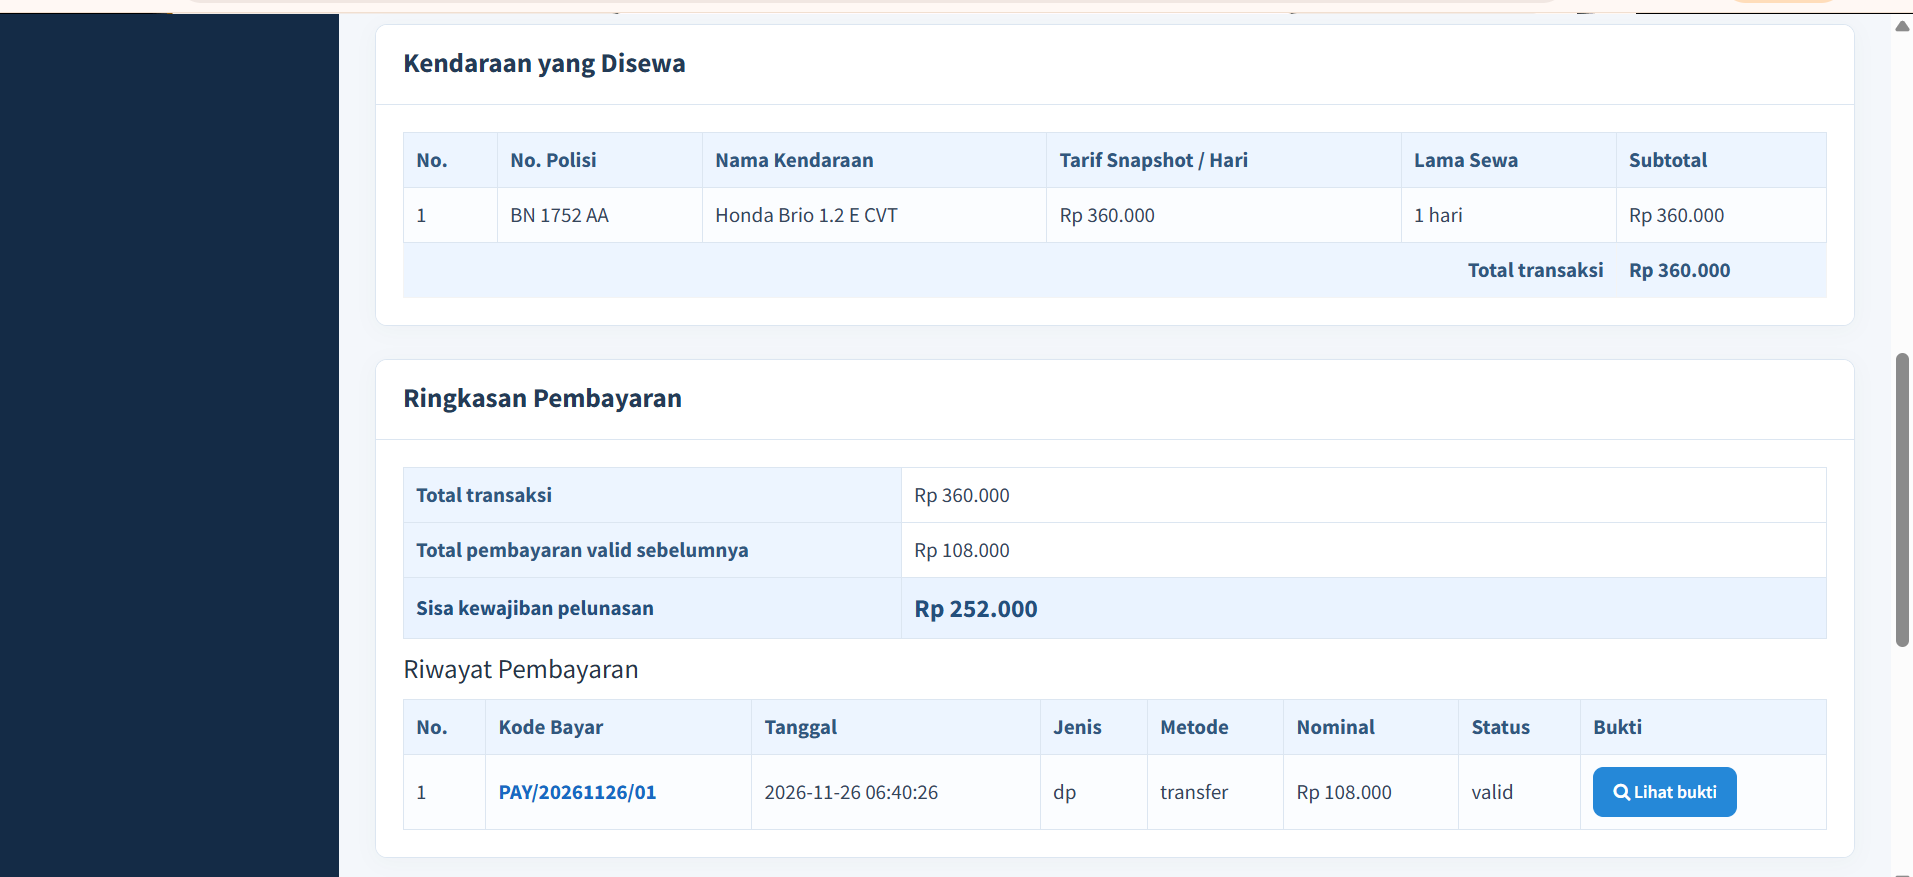 Kendaraan yang Disewa
No. No. Polisi Nama Kendaraan Tarif Snapshot / Hari Lama Sewa Subtotal
1 BN 1752 AA Honda Brio 1.2 E CVT Rp 360.000 1 hari Rp 360.000
Total transaksi Rp 360.000
Ringkasan Pembayaran
Total transaksi Rp 360.000
Total pembayaran valid sebelumnya Rp 108.000
Sisa kewajiban pelunasan Rp 252.000
Riwayat Pembayaran
No. Kode Bayar Tanggal Jenis Metode Nominal Status Bukti
1 PAY/20261126/01 2026-11-26 06:40:26 dp transfer Rp 108.000 valid Lihat bukti